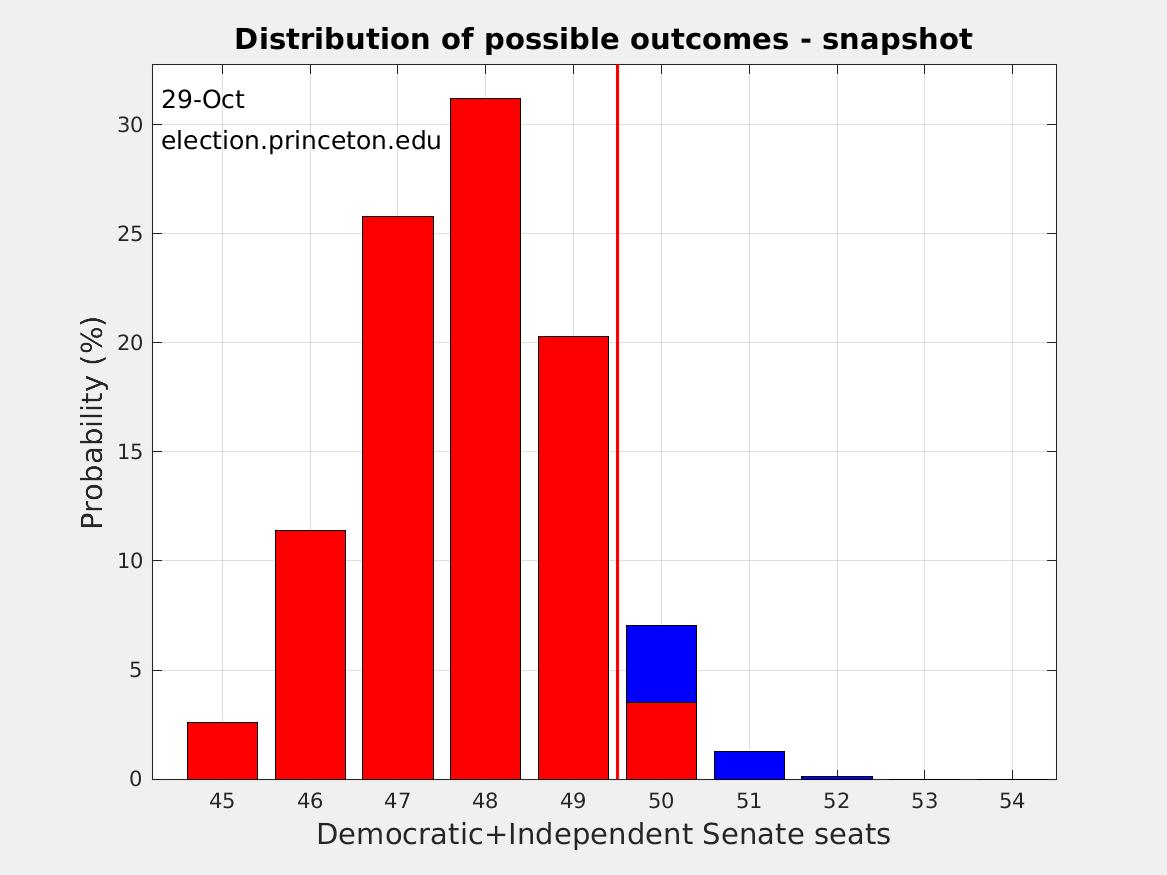 Distribution of possible outcomes - snapshot
29-Oct
election.princeton.edu
30
25
20
15
10
5
0
Probability (%)
45 46 47 48 49 50 51 52 53 54
Democratic+Independent Senate seats